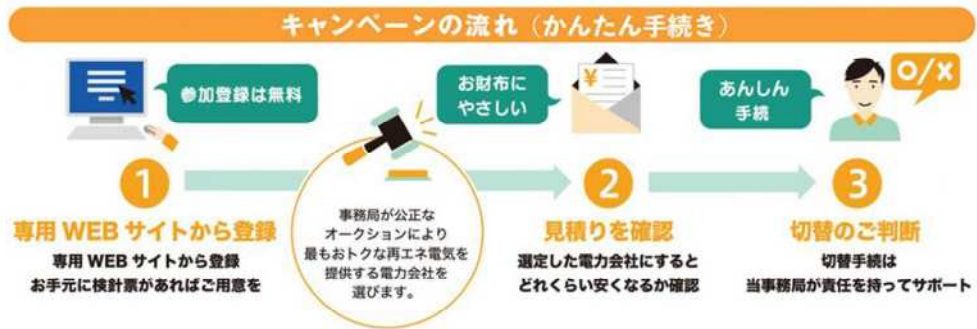 キャンペーンの流れ（かんたん手続き）
参加登録は無料
お財布に
やさしい
¥
あんしん
手続
O/X
1
専用 WEB サイトから登録
専用 WEB サイトから登録
お手元に検針票があればご用意を
事務局が公正な
オークションにより
最もおトクな再エネ電気を
提供する電力会社を
選びます。
2
見積りを確認
選定した電力会社にすると
どれくらい安くなるか確認
3
切替のご判断
切替手続は
当事務局が責任を持ってサポート